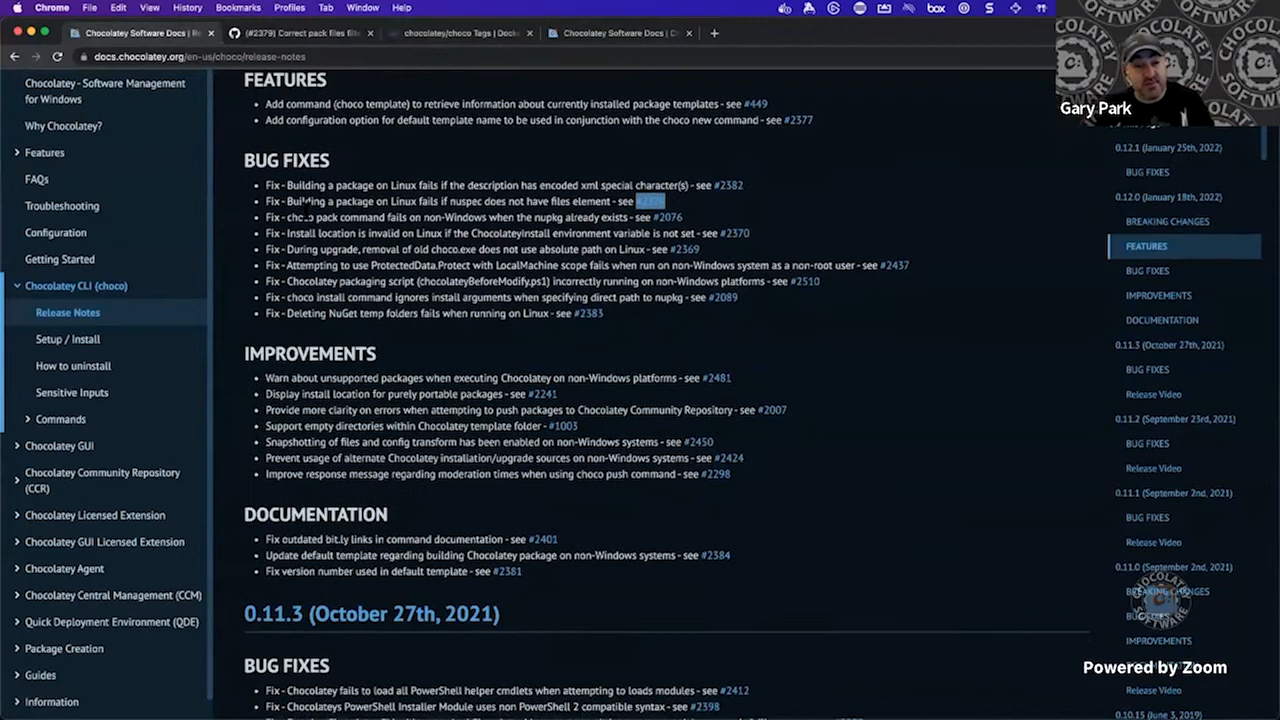 Chrome File Edit View History Bookmarks Profiles Tab Window Help
box
Chocolatey Software Docs | Re
(#2379) Correct pack files filte
chocolatey/choco Tags | Docke
Chocolatey Software Docs | C
docs.chocolatey.org/en-us/choco/release-notes
Gary Park
Chocolatey - Software Management
for Windows
Why Chocolatey?
Features
FAQs
Troubleshooting
Configuration
Getting Started
Chocolatey CLI (choco)
Release Notes
Setup / Install
How to uninstall
Sensitive Inputs
Commands
Chocolatey GUI
Chocolatey Community Repository
(CCR)
Chocolatey Licensed Extension
Chocolatey GUI Licensed Extension
Chocolatey Agent
Chocolatey Central Management (CCM)
Quick Deployment Environment (QDE)
Package Creation
Guides
Information
FEATURES
Add command (choco template) to retrieve information about currently installed package templates - see #449
Add configuration option for default template name to be used in conjunction with the choco new command - see #2377
BUG FIXES
Fix - Building a package on Linux fails if the description has encoded xml special character(s) - see #2382
Fix - Building a package on Linux fails if nuspec does not have files element - see
Fix - choco pack command fails on non-Windows when the nupkg already exists - see #2076
Fix - Install location is invalid on Linux if the ChocolateyInstall environment variable is not set - see #2370
Fix - During upgrade, removal of old choco.exe does not use absolute path on Linux - see #2369
Fix - Attempting to use ProtectedData.Protect with LocalMachine scope fails when run on non-Windows system as a non-root user - see #2437
Fix - Chocolatey packaging script (chocolateyBeforeModify.ps1) incorrectly running on non-Windows platforms - see #2510
Fix - choco install command ignores install arguments when specifying direct path to nupkg - see #2089
Fix - Deleting NuGet temp folders fails when running on Linux - see #2383
IMPROVEMENTS
Warn about unsupported packages when executing Chocolatey on non-Windows platforms - see #2481
Display install location for purely portable packages - see #2241
Provide more clarity on errors when attempting to push packages to Chocolatey Community Repository - see #2007
Support empty directories within Chocolatey template folder - #1003
Snapshotting of files and config transform has been enabled on non-Windows systems - see #2450
Prevent usage of alternate Chocolatey installation/upgrade sources on non-Windows systems - see #2424
Improve response message regarding moderation times when using choco push command - see #2298
DOCUMENTATION
Fix outdated bit.ly links in command documentation - see #2401
Update default template regarding building Chocolatey package on non-Windows systems - see #2384
Fix version number used in default template - see #2381
0.11.3 (October 27th, 2021)
BUG FIXES
Fix - Chocolatey fails to load all PowerShell helper cmdlets when attempting to loads modules - see #2412
Fix - Chocolateys PowerShell Installer Module uses non PowerShell 2 compatible syntax - see #2398
0.12.1 (January 25th, 2022)
BUG FIXES
0.12.0 (January 18th, 2022)
BREAKING CHANGES
FEATURES
BUG FIXES
IMPROVEMENTS
DOCUMENTATION
0.11.3 (October 27th, 2021)
BUG FIXES
Release Video
0.11.2 (September 23rd, 2021)
BUG FIXES
Release Video
0.11.1 (September 2nd, 2021)
BUG FIXES
Release Video
0.11.0 (September 2nd, 2021)
BREAKING CHANGES
IMPROVEMENTS
Powered by Zoom
Release Video
0.10.15 (June 3, 2019)
CHOCOLATEY SOFTWARE